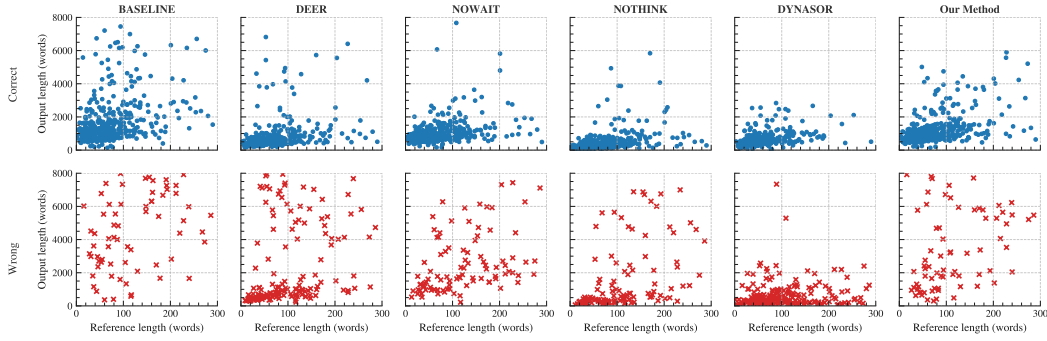 BASELINE DEER NOWAIT NOTHINK DYNASOR Our Method
Correct
Output length (words)
8000
6000
4000
2000
0
Wrong
Output length (words)
8000
6000
4000
2000
0
0 100 200 300 0 100 200 300 0 100 200 300 0 100 200 300 0 100 200 300 0 100 200 300
Reference length (words) Reference length (words) Reference length (words) Reference length (words) Reference length (words) Reference length (words)